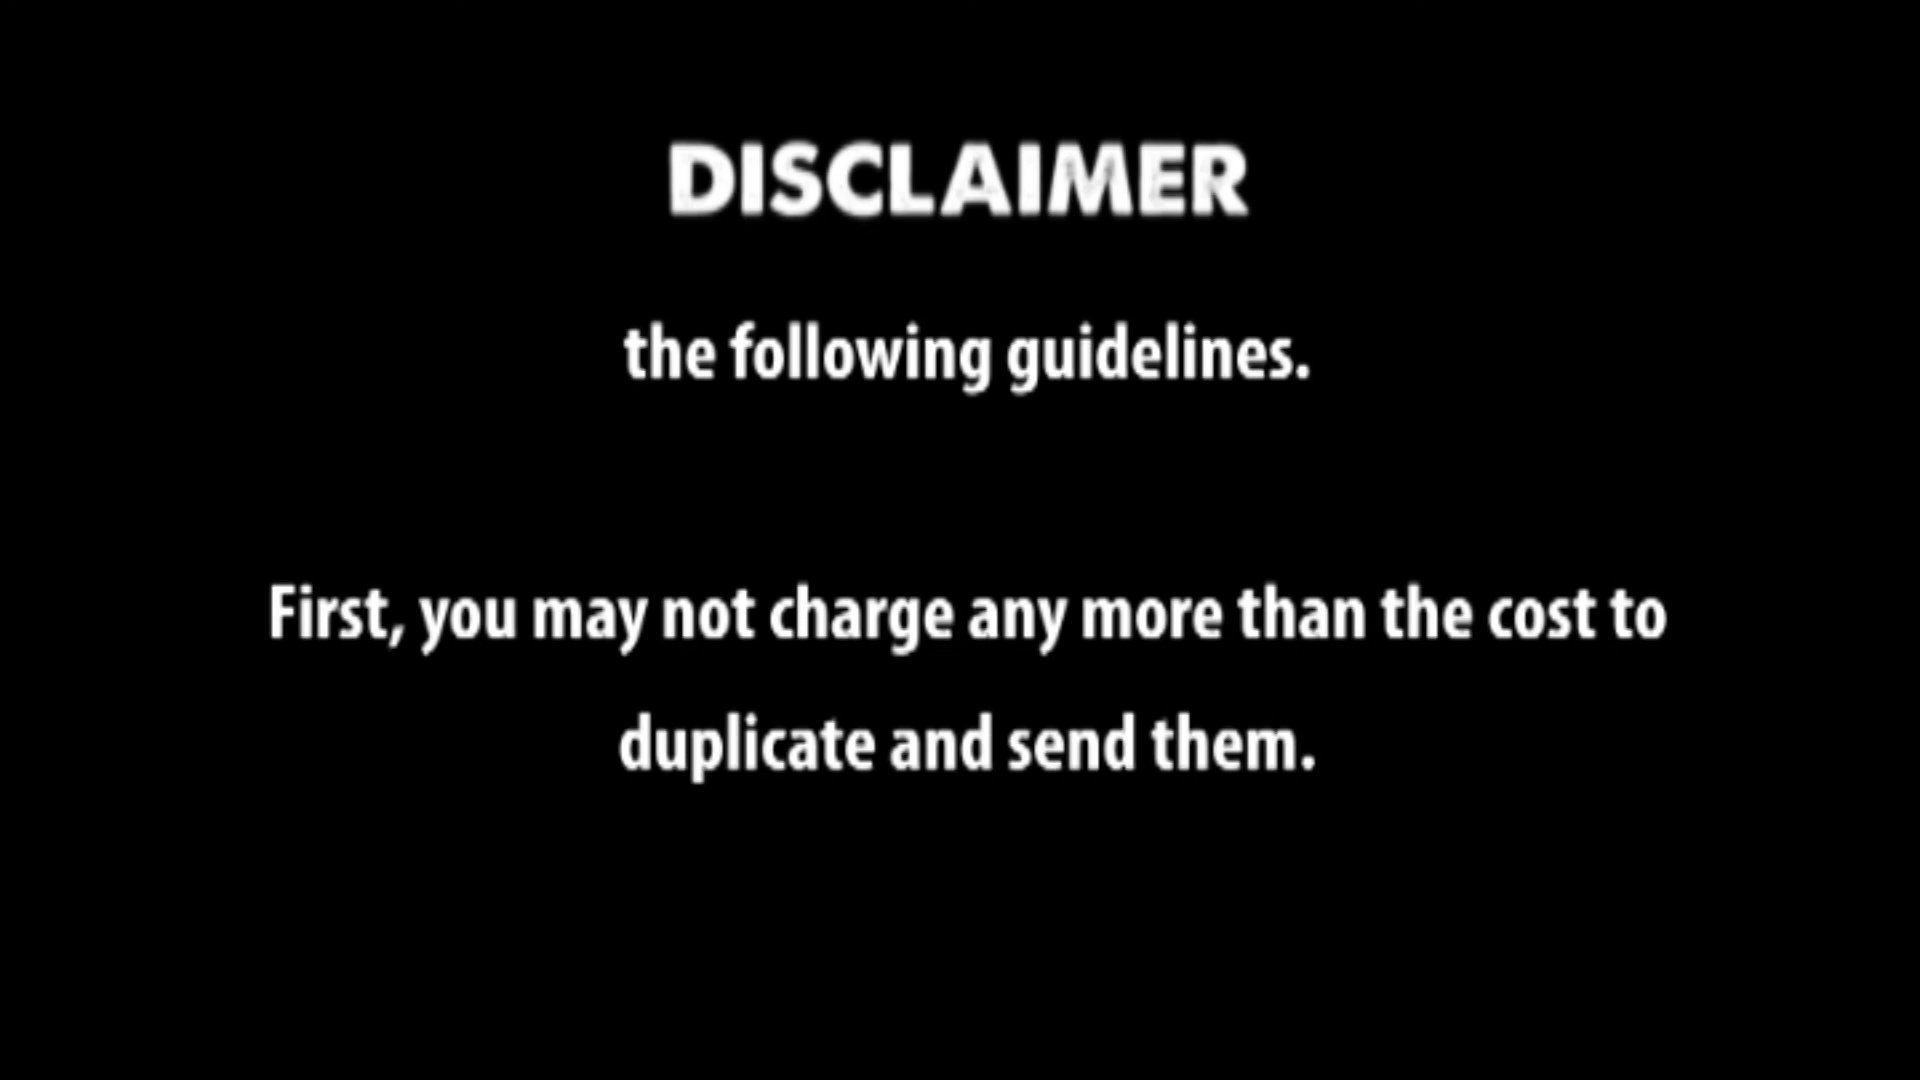 DISCLAIMER
the following guidelines.
First, you may not charge any more than the cost to
duplicate and send them.